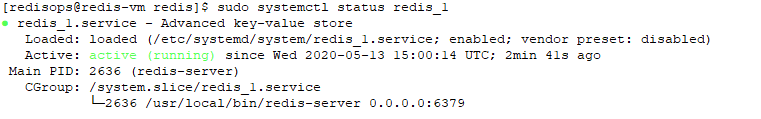 [redisops@redis-vm redis]$ sudo systemctl status redis_1
● redis_1.service - Advanced key-value store
   Loaded: loaded (/etc/systemd/system/redis_1.service; enabled; vendor preset: disabled)
   Active: active (running) since Wed 2020-05-13 15:00:14 UTC; 2min 41s ago
 Main PID: 2636 (redis-server)
   CGroup: /system.slice/redis_1.service
           └─2636 /usr/local/bin/redis-server 0.0.0.0:6379